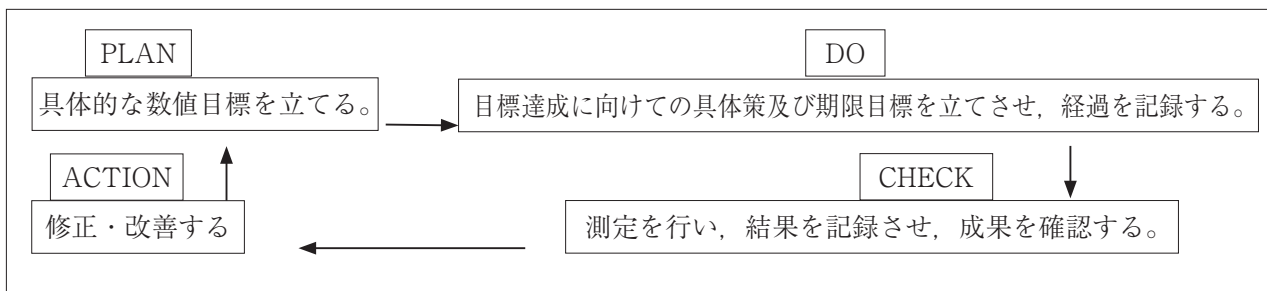 PLAN
具体的な数値目標を立てる。
DO
目標達成に向けての具体策及び期限目標を立てさせ，経過を記録する。
ACTION
修正・改善する
CHECK
測定を行い，結果を記録させ，成果を確認する。